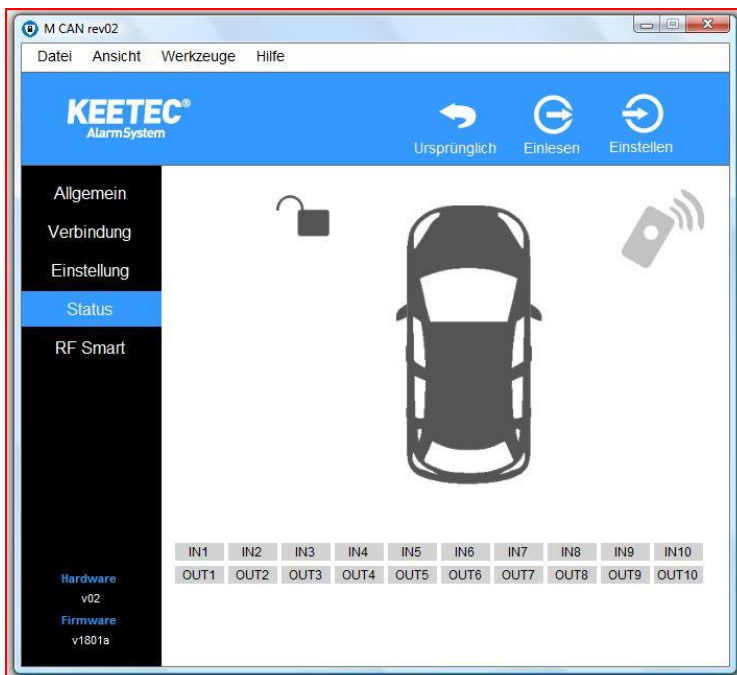 M CAN rev02
Datei Ansicht Werkzeuge Hilfe
KEETEC®
AlarmSystem
Ursprünglich Einlesen Einstellen
Allgemein
Verbindung
Einstellung
Status
RF Smart
IN1 IN2 IN3 IN4 IN5 IN6 IN7 IN8 IN9 IN10
OUT1 OUT2 OUT3 OUT4 OUT5 OUT6 OUT7 OUT8 OUT9 OUT10
Hardware
v02
Firmware
v1801a